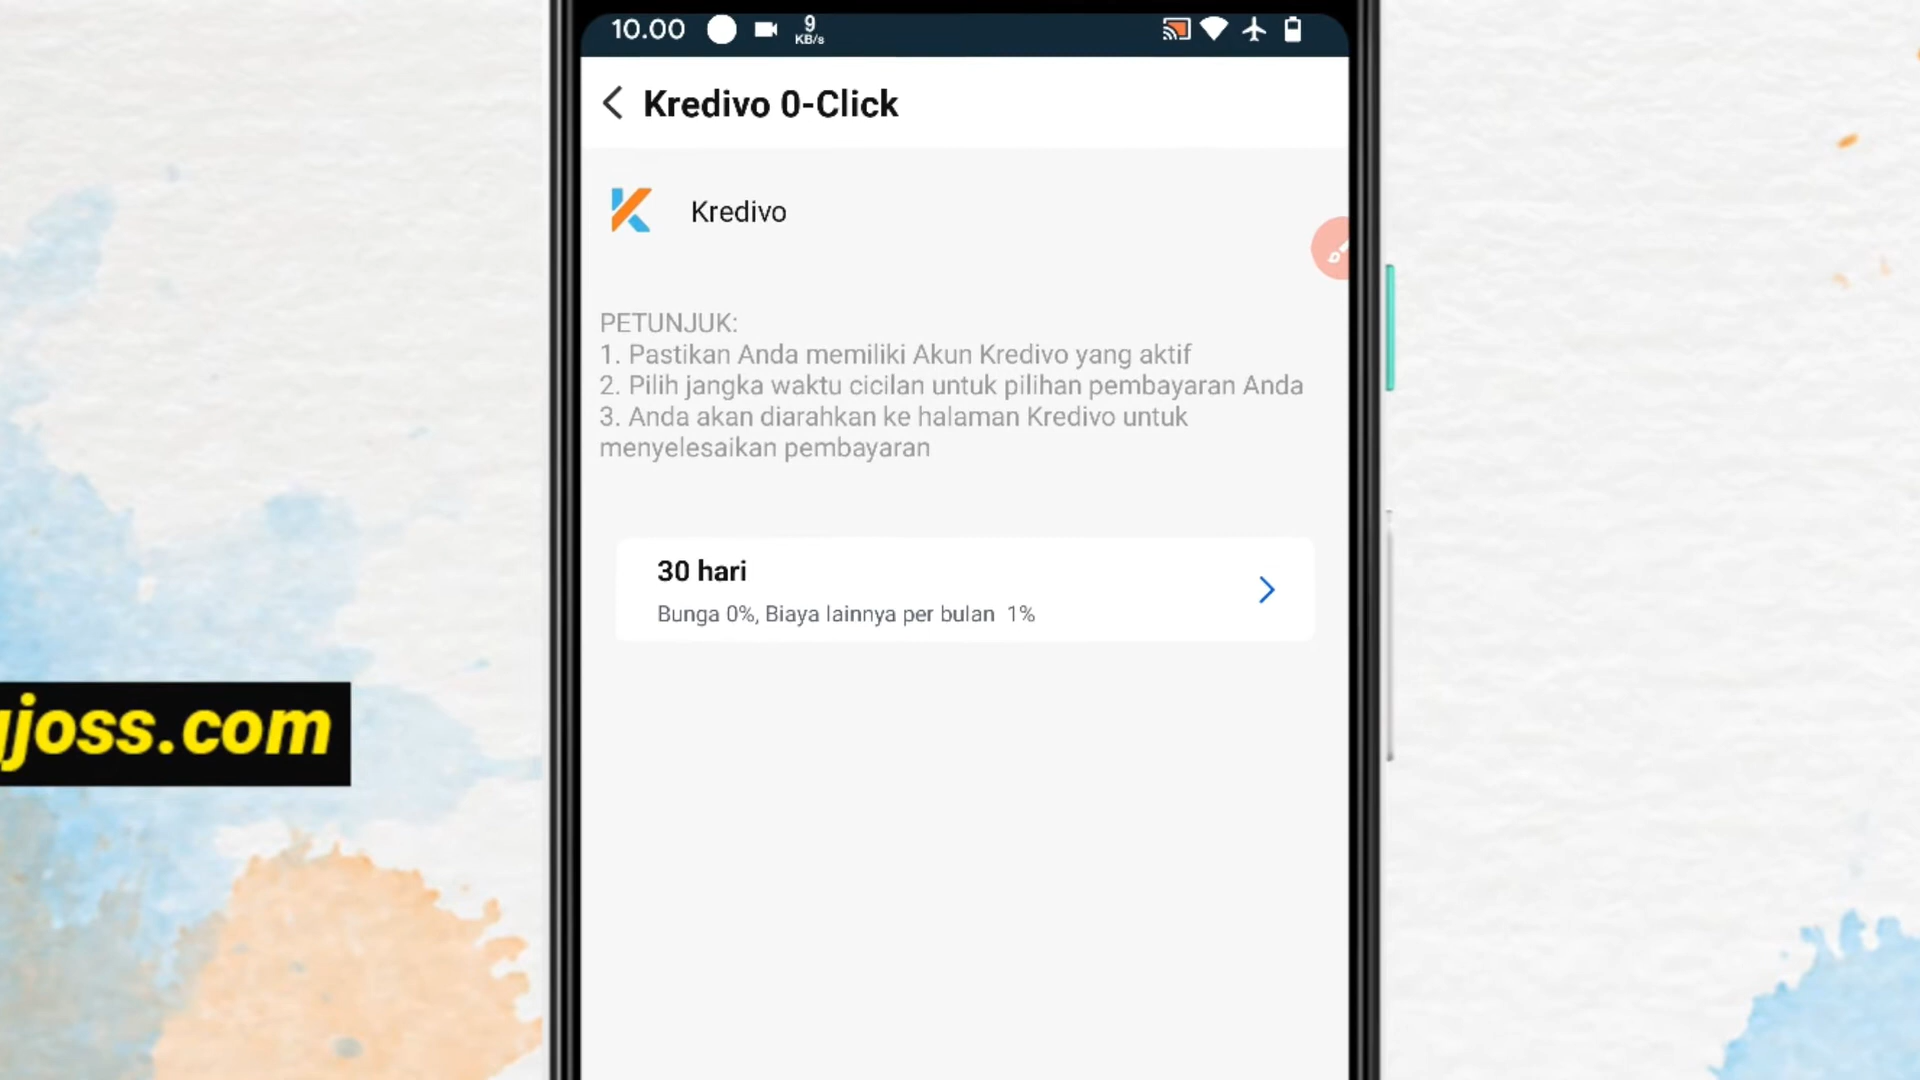 10.00
9
KB/s
Kredivo 0-Click
Kredivo
PETUNJUK:
1. Pastikan Anda memiliki Akun Kredivo yang aktif
2. Pilih jangka waktu cicilan untuk pilihan pembayaran Anda
3. Anda akan diarahkan ke halaman Kredivo untuk
menyelesaikan pembayaran
30 hari
Bunga 0%, Biaya lainnya per bulan 1%
joss.com